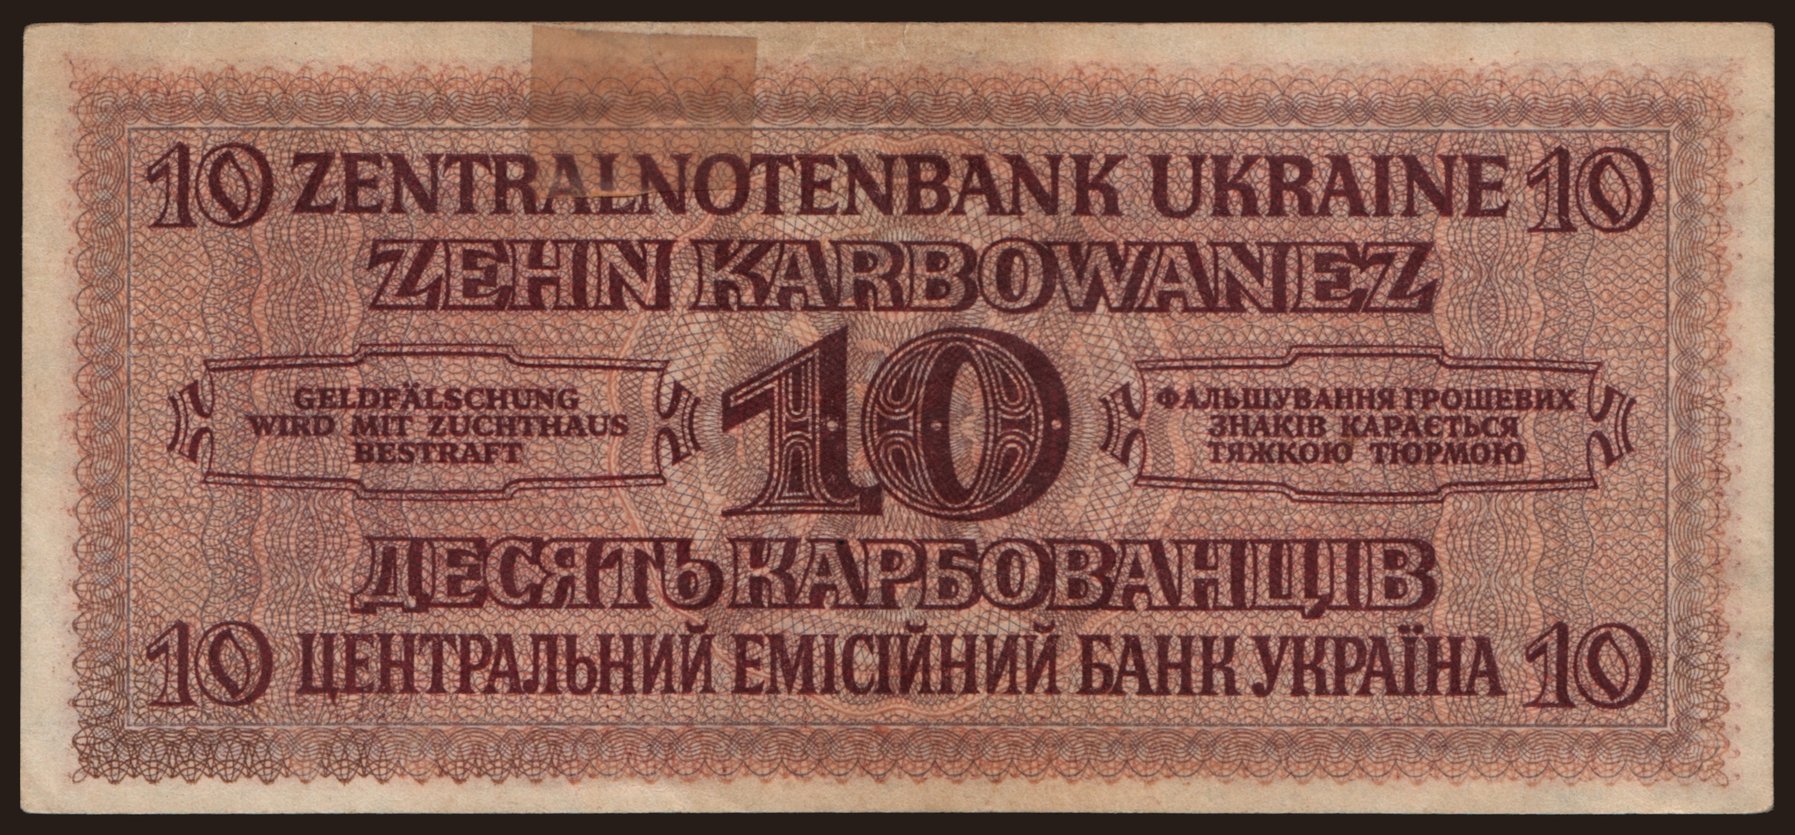 10 ZENTRALNOTENBANK UKRAINE 10
ZEHN KARBOWANEZ
GELDFÄLSCHUNG
WIRD MIT ZUCHTHAUS
BESTRAFT
10
ФАЛЬШУВАННЯ ГРОШЕВИХ
ЗНАКІВ КАРАЄТЬСЯ
ТЯЖКОЮ ТЮРМОЮ
ДЕСЯТЬ КАРБОВАНЦІВ
10 ЦЕНТРАЛЬНИЙ ЕМІСІЙНИЙ БАНК УКРАЇНА 10